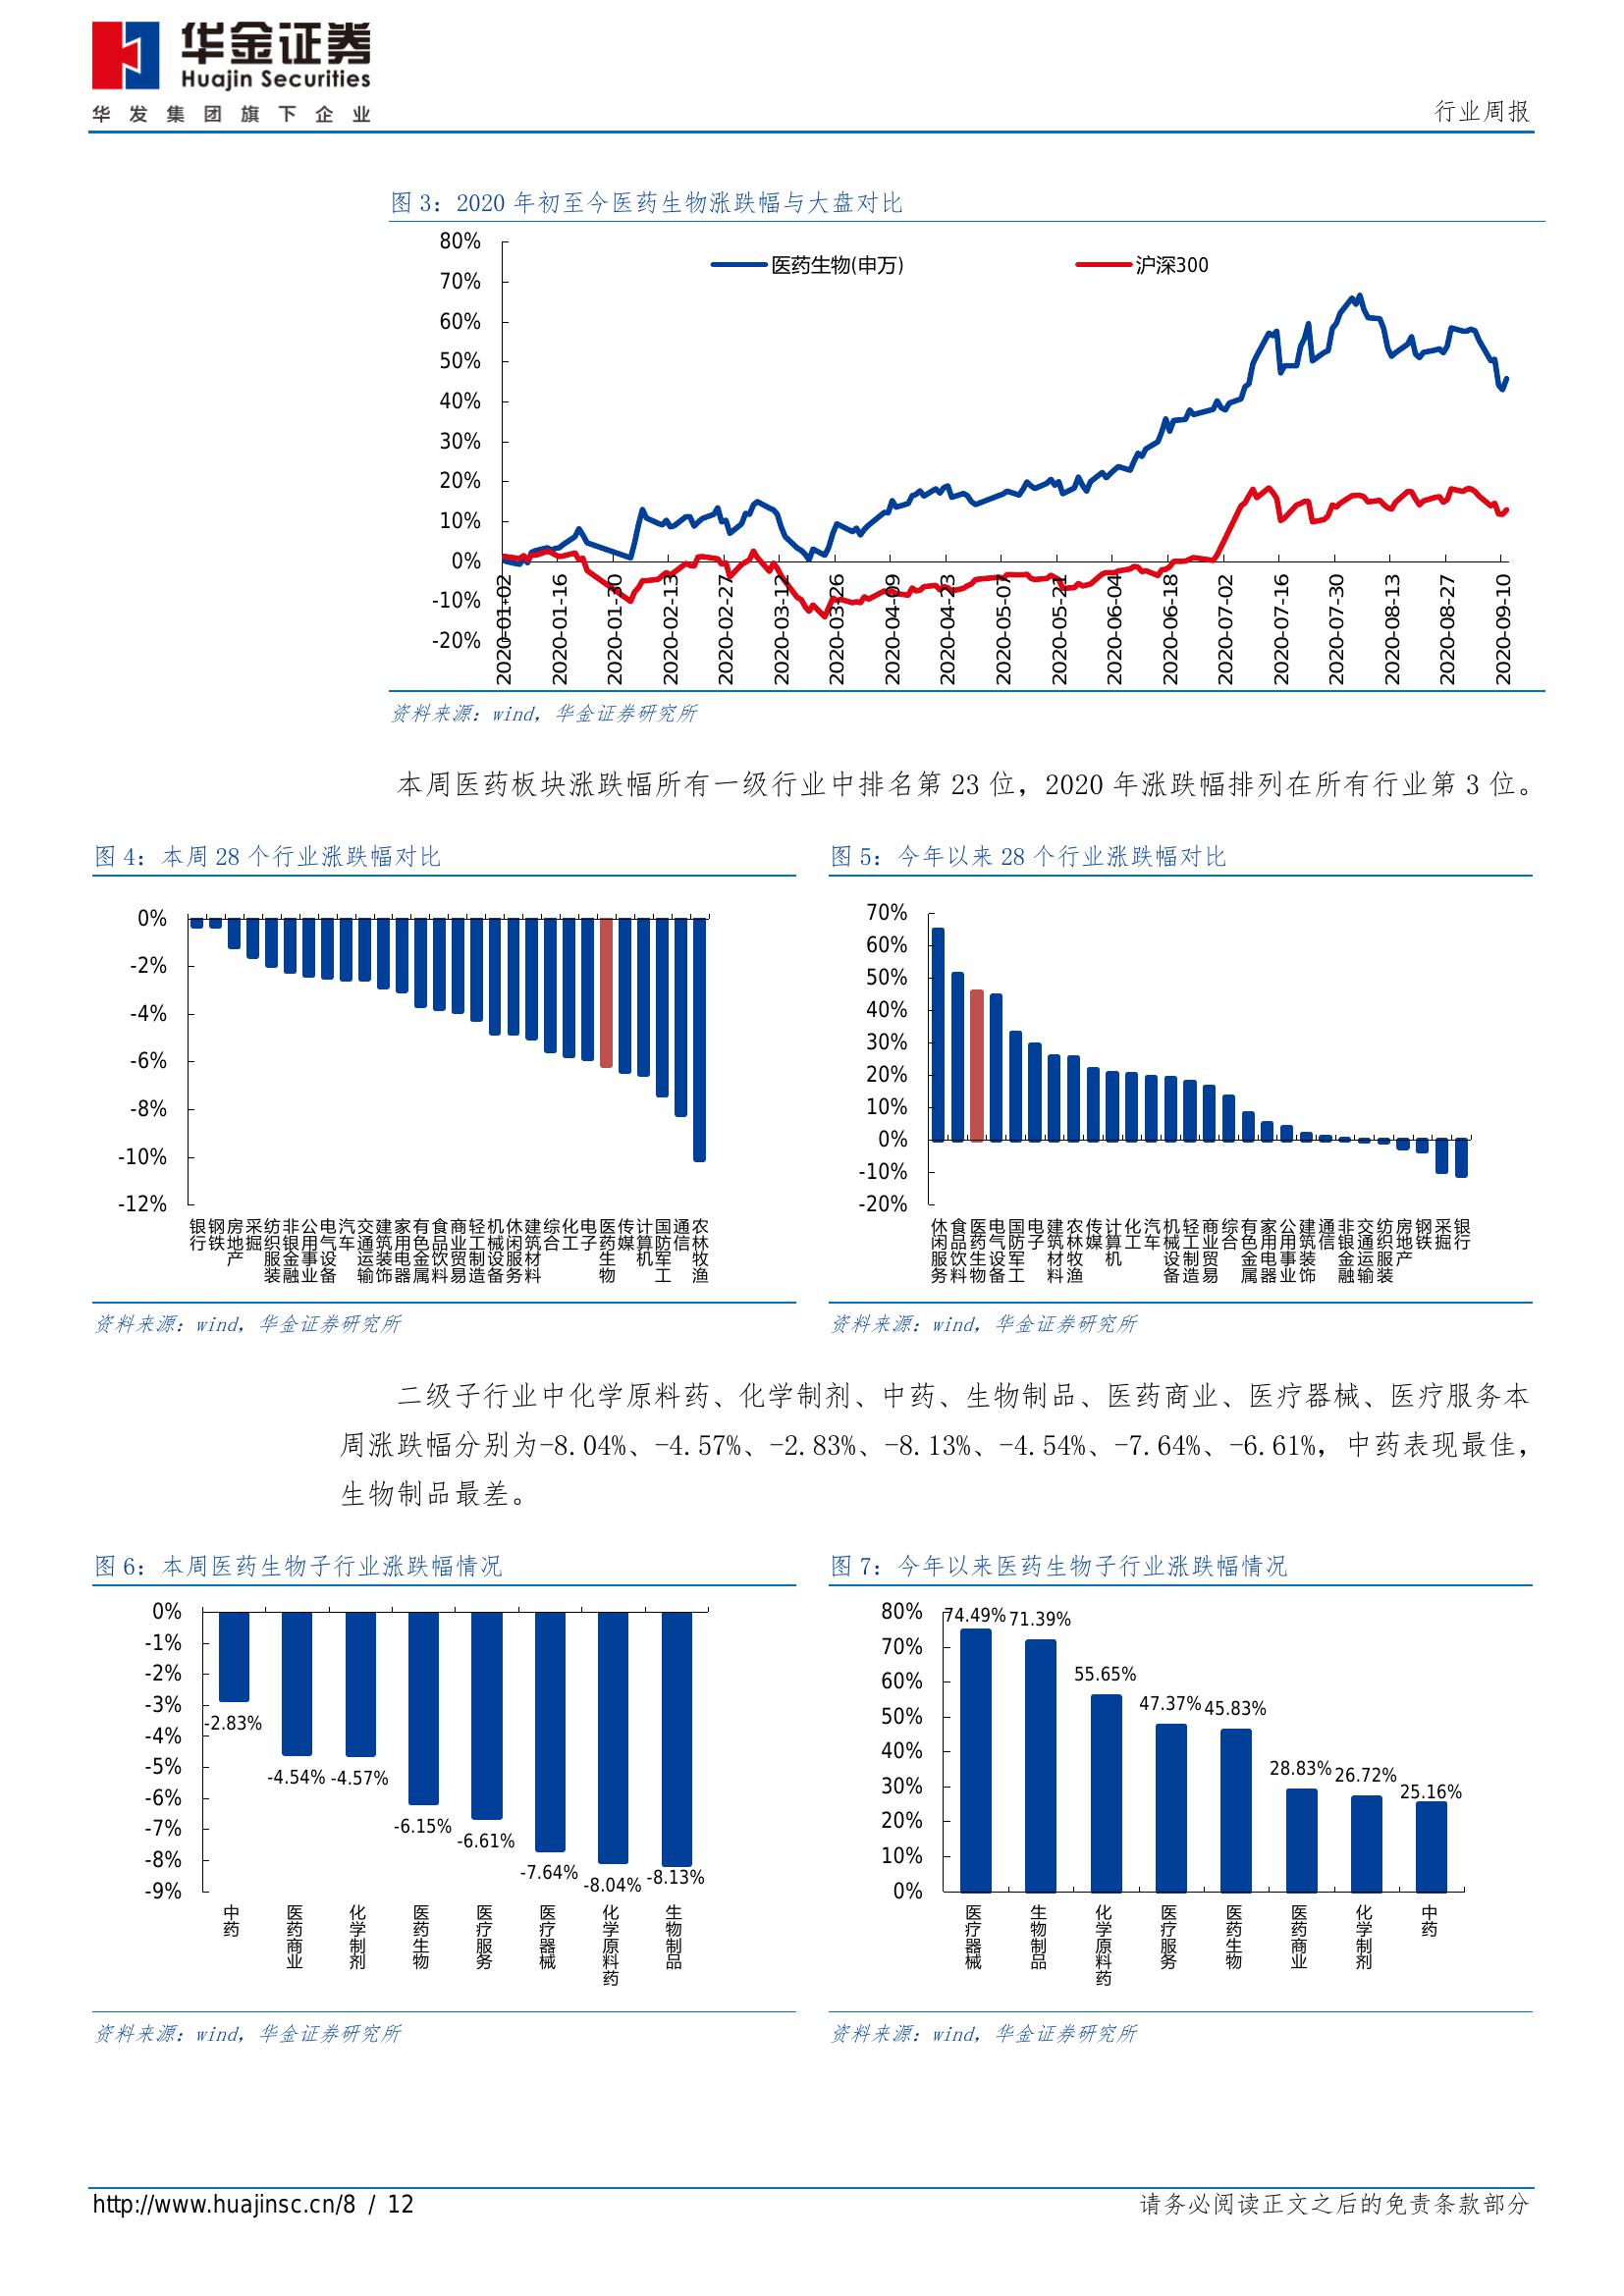 华金证券
Huajin Securities
华发集团旗下企业
行业周报
图 3：2020 年初至今医药生物涨跌幅与大盘对比
80%
70%
60%
50%
40%
30%
20%
10%
0%
-10%
-20%
医药生物(申万)
沪深300
2020-01-02
2020-01-16
2020-01-30
2020-02-13
2020-02-27
2020-03-12
2020-03-26
2020-04-09
2020-04-23
2020-05-07
2020-05-21
2020-06-04
2020-06-18
2020-07-02
2020-07-16
2020-07-30
2020-08-13
2020-08-27
2020-09-10
资料来源：wind，华金证券研究所
本周医药板块涨跌幅所有一级行业中排名第 23 位，2020 年涨跌幅排列在所有行业第 3 位。
图 4：本周 28 个行业涨跌幅对比
0%
-2%
-4%
-6%
-8%
-10%
-12%
银行
钢铁
房地产
采掘
纺织服装
非银金融
公用事业
电气设备
汽车
交通运输
建筑装饰
家用电器
有色金属
食品饮料
商业贸易
轻工制造
机械设备
休闲服务
建筑材料
综合
化工
电子
医药生物
传媒
计算机
国防军工
通信
农林牧渔
资料来源：wind，华金证券研究所
图 5：今年以来 28 个行业涨跌幅对比
70%
60%
50%
40%
30%
20%
10%
0%
-10%
-20%
休闲服务
食品饮料
医药生物
电气设备
国防军工
电子
建筑材料
农林牧渔
传媒
计算机
化工
汽车
机械设备
轻工制造
商业贸易
综合
有色金属
家用电器
公用事业
建筑装饰
通信
非银金融
交通运输
纺织服装
房地产
钢铁
采掘
银行
资料来源：wind，华金证券研究所
二级子行业中化学原料药、化学制剂、中药、生物制品、医药商业、医疗器械、医疗服务本
周涨跌幅分别为-8.04%、-4.57%、-2.83%、-8.13%、-4.54%、-7.64%、-6.61%，中药表现最佳，
生物制品最差。
图 6：本周医药生物子行业涨跌幅情况
0%
-1%
-2%
-3%
-4%
-5%
-6%
-7%
-8%
-9%
-2.83%
-4.54%
-4.57%
-6.15%
-6.61%
-7.64%
-8.04%
-8.13%
中药
医药商业
化学制剂
医药生物
医疗服务
医疗器械
化学原料药
生物制品
资料来源：wind，华金证券研究所
图 7：今年以来医药生物子行业涨跌幅情况
80%
70%
60%
50%
40%
30%
20%
10%
0%
74.49%
71.39%
55.65%
47.37%
45.83%
28.83%
26.72%
25.16%
医疗器械
生物制品
化学原料药
医疗服务
医药生物
医药商业
化学制剂
中药
资料来源：wind，华金证券研究所
http://www.huajinsc.cn/8 / 12
请务必阅读正文之后的免责条款部分